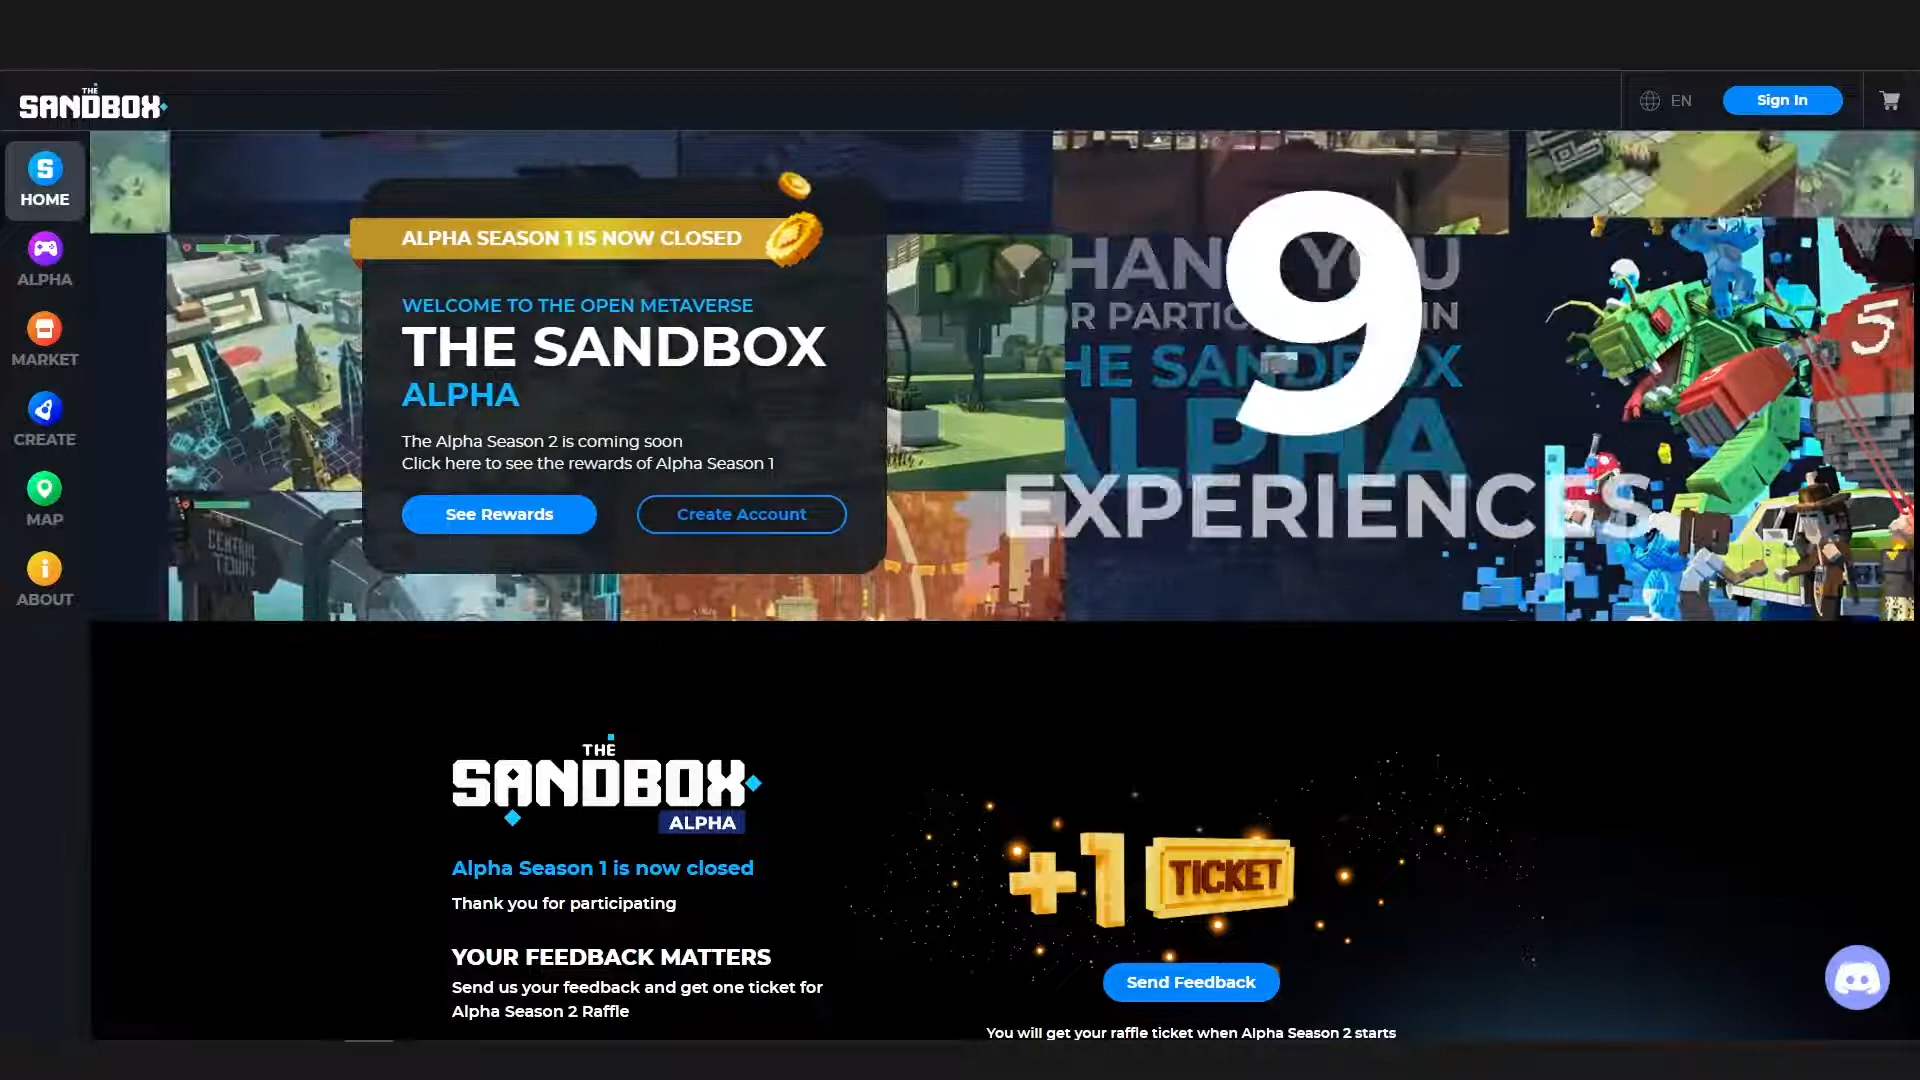 THE
SANDBOX
EN
Sign In
HOME
ALPHA
MARKET
CREATE
MAP
ABOUT
ALPHA SEASON 1 IS NOW CLOSED
WELCOME TO THE OPEN METAVERSE
THE SANDBOX
ALPHA
The Alpha Season 2 is coming soon
Click here to see the rewards of Alpha Season 1
See Rewards
Create Account
9
EXPERIENCES
ALPHA
5
THE
SANDBOX
ALPHA
Alpha Season 1 is now closed
Thank you for participating
YOUR FEEDBACK MATTERS
Send us your feedback and get one ticket for
Alpha Season 2 Raffle
+1 TICKET
Send Feedback
You will get your raffle ticket when Alpha Season 2 starts